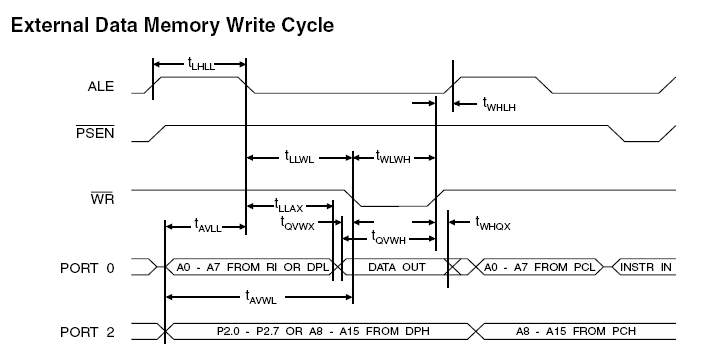 External Data Memory Write Cycle
tLHLL
ALE
tWHLH
PSEN
tLLWL
tWLWH
WR
tLLAX
tAVLL
tQVWX
tWHQX
tQVWH
PORT 0
A0 - A7 FROM RI OR DPL
DATA OUT
A0 - A7 FROM PCL
INSTR IN
tAVWL
PORT 2
P2.0 - P2.7 OR A8 - A15 FROM DPH
A8 - A15 FROM PCH